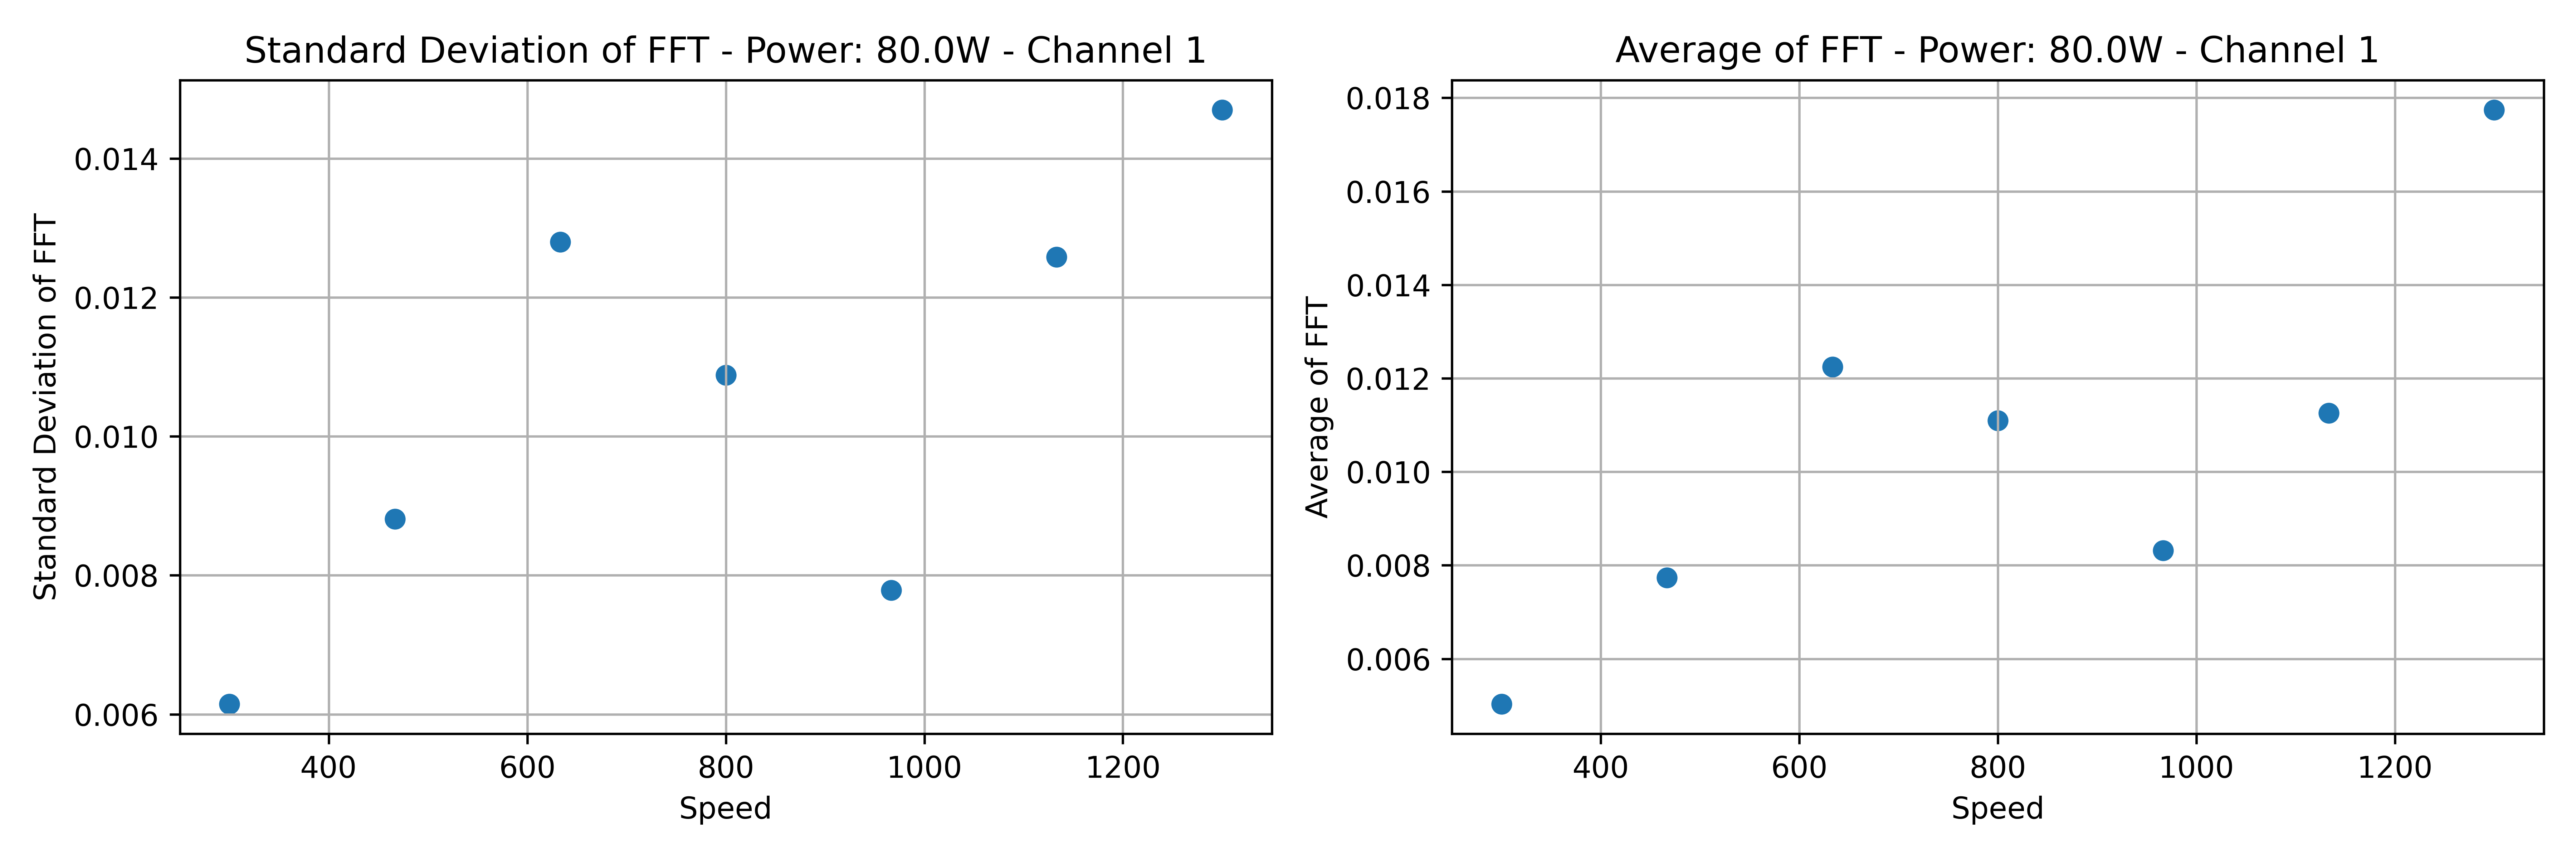 Standard Deviation of FFT - Power: 80.0W - Channel 1
Standard Deviation of FFT
0.014
0.012
0.010
0.008
0.006
400 600 800 1000 1200
Speed
Average of FFT - Power: 80.0W - Channel 1
Average of FFT
0.018
0.016
0.014
0.012
0.010
0.008
0.006
400 600 800 1000 1200
Speed